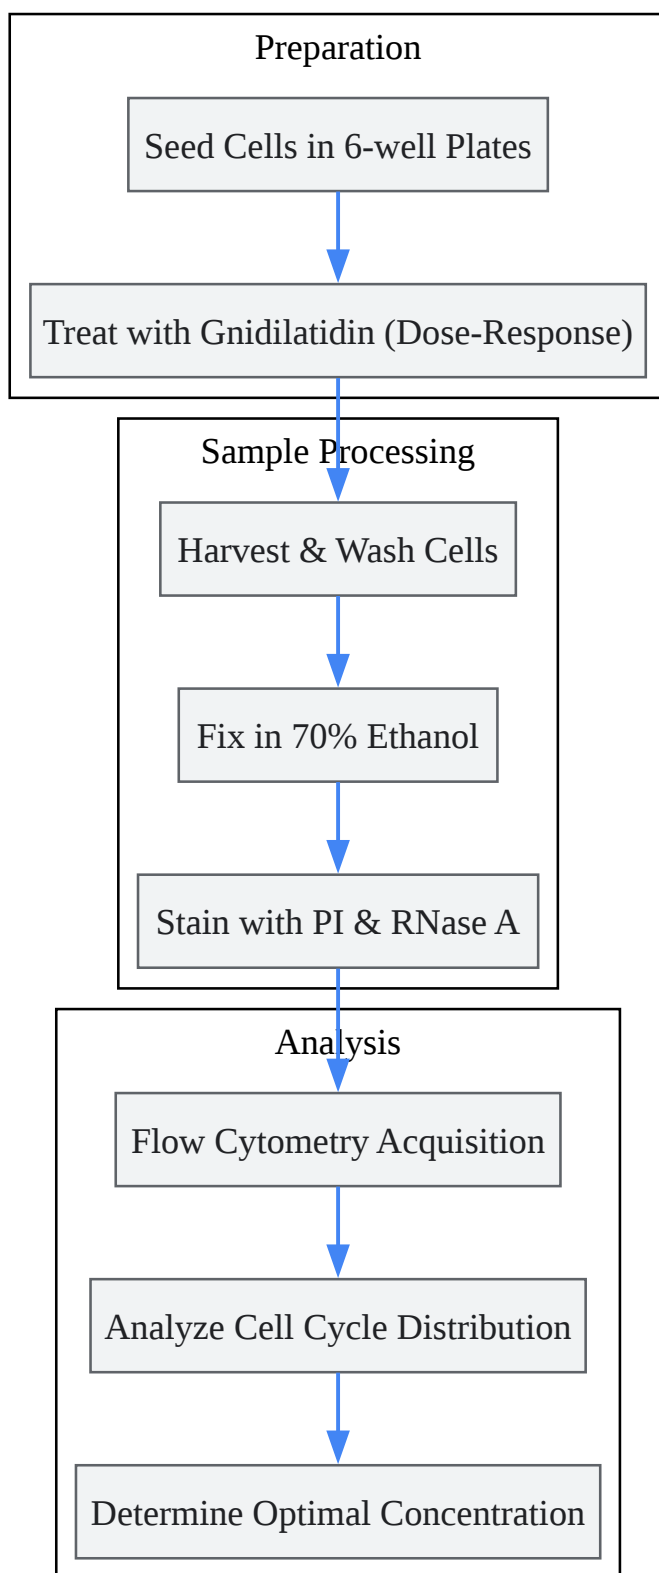 Preparation
Seed Cells in 6-well Plates
Treat with Gnidilatidin (Dose-Response)
Sample Processing
Harvest & Wash Cells
Fix in 70% Ethanol
Stain with PI & RNase A
Analysis
Flow Cytometry Acquisition
Analyze Cell Cycle Distribution
Determine Optimal Concentration